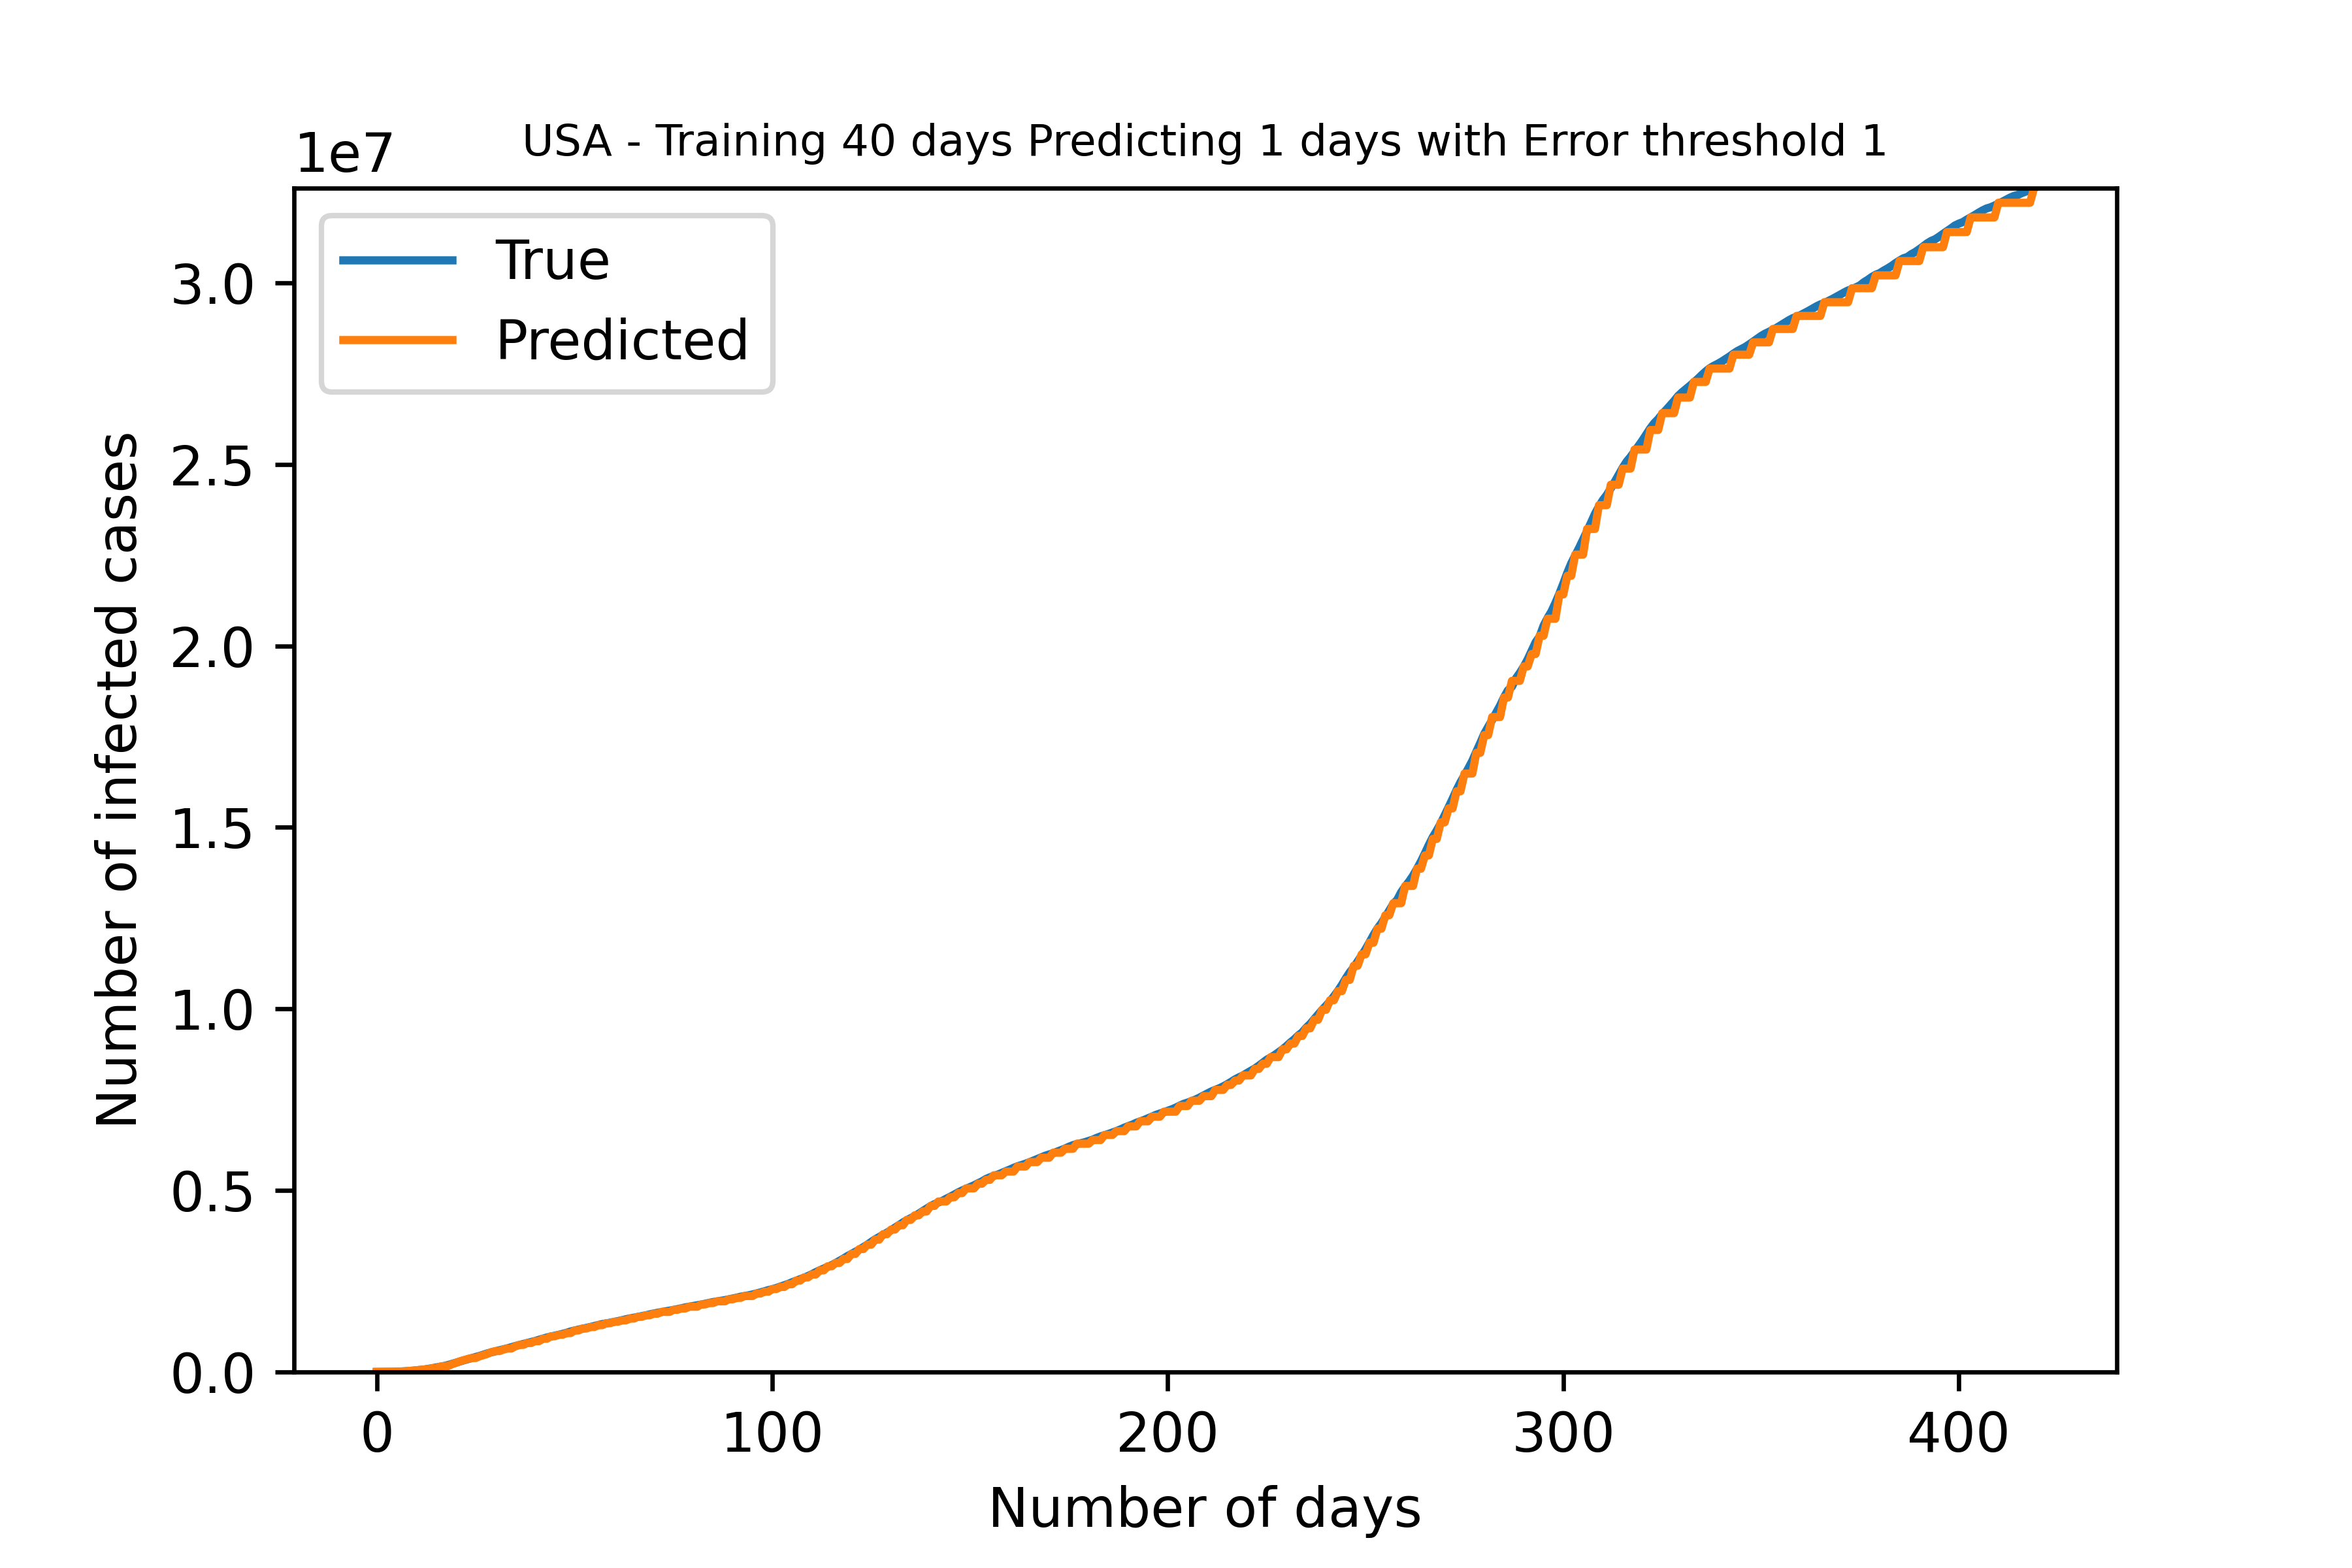 USA - Training 40 days Predicting 1 days with Error threshold 1
1e7
True
Predicted
3.0
2.5
2.0
1.5
1.0
0.5
0.0
Number of infected cases
0 100 200 300 400
Number of days